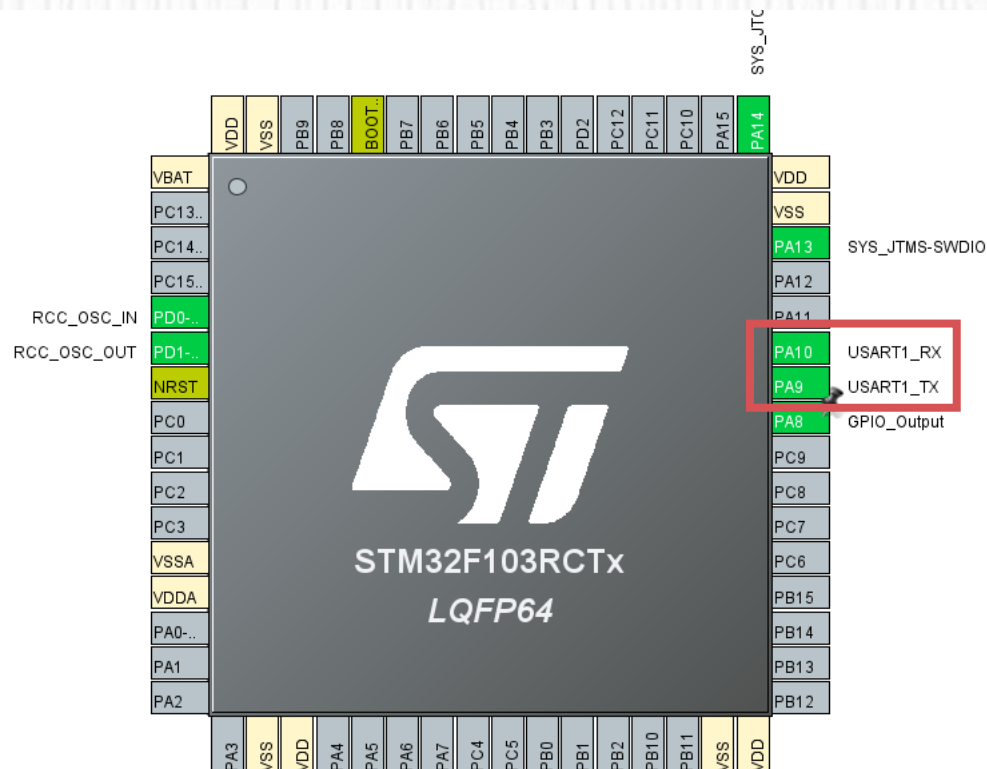 SYS_JTC
VDD
VSS
PB9
PB8
BOOT..
PB7
PB6
PB5
PB4
PB3
PD2
PC12
PC11
PC10
PA15
PA14
VBAT
PC13..
PC14..
PC15..
RCC_OSC_IN PD0-..
RCC_OSC_OUT PD1-..
NRST
PC0
PC1
PC2
PC3
VSSA
VDDA
PA0-..
PA1
PA2
STM32F103RCTx
LQFP64
VDD
VSS
PA13 SYS_JTMS-SWDIO
PA12
PA11
PA10 USART1_RX
PA9 USART1_TX
PA8 GPIO_Output
PC9
PC8
PC7
PC6
PB15
PB14
PB13
PB12
PA3
VSS
VDD
PA4
PA5
PA6
PA7
PC4
PC5
PB0
PB1
PB2
PB10
PB11
VSS
VDD